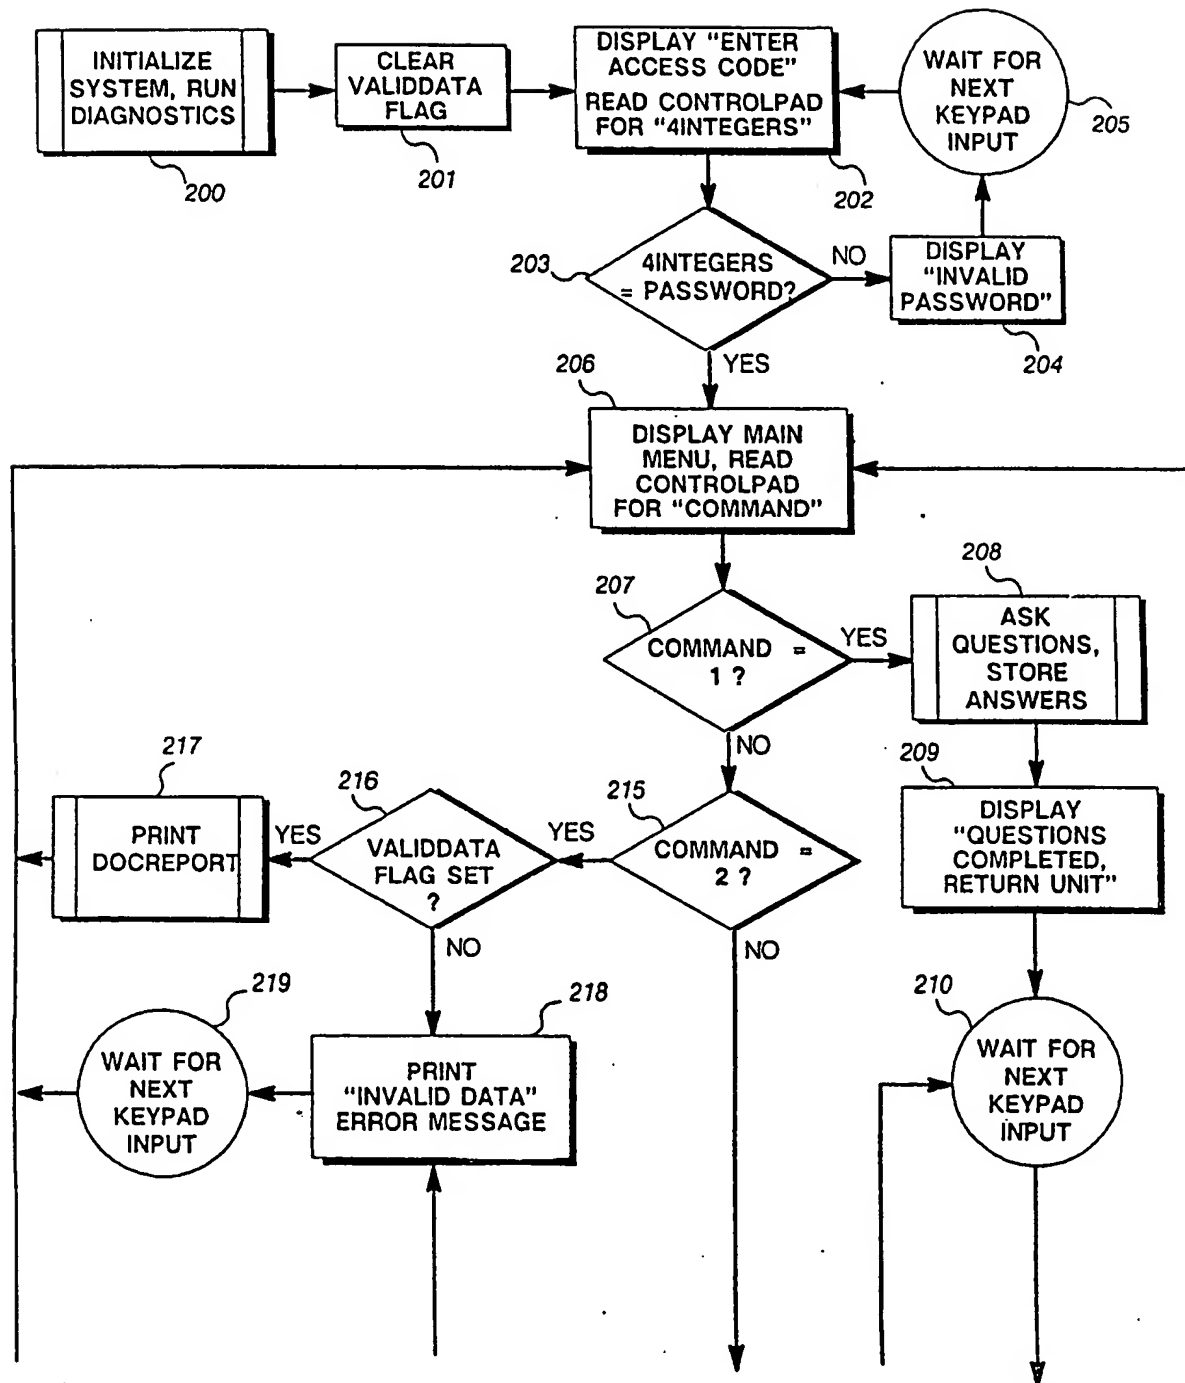 INITIALIZE
SYSTEM, RUN
DIAGNOSTICS
200
CLEAR
VALIDDATA
FLAG
201
DISPLAY "ENTER
ACCESS CODE"
READ CONTROLPAD
FOR "4INTEGERS"
202
WAIT FOR
NEXT
KEYPAD
INPUT
205
203
4INTEGERS
= PASSWORD?
NO
YES
DISPLAY
"INVALID
PASSWORD"
204
206
DISPLAY MAIN
MENU, READ
CONTROLPAD
FOR "COMMAND"
207
COMMAND =
1 ?
YES
NO
208
ASK
QUESTIONS,
STORE
ANSWERS
209
DISPLAY
"QUESTIONS
COMPLETED,
RETURN UNIT"
217
PRINT
DOCREPORT
YES
216
VALIDDATA
FLAG SET
?
NO
YES
215
COMMAND =
2 ?
NO
219
WAIT FOR
NEXT
KEYPAD
INPUT
218
PRINT
"INVALID DATA"
ERROR MESSAGE
210
WAIT FOR
NEXT
KEYPAD
INPUT